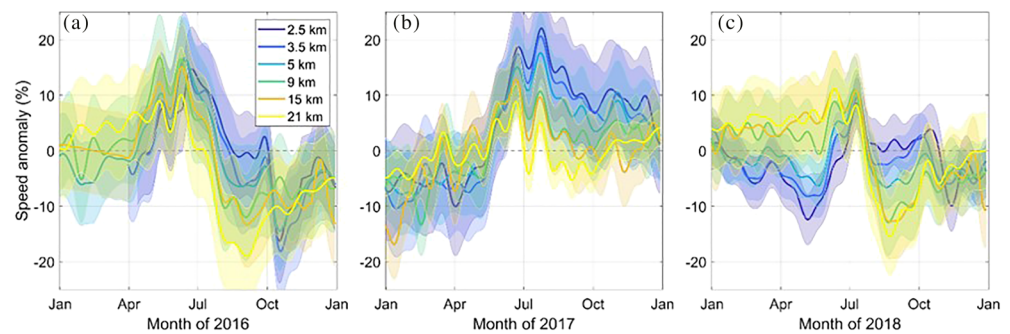 (a)
(b)
(c)
2.5 km
3.5 km
5 km
9 km
15 km
21 km
Speed anomaly (%)
20
10
0
-10
-20
20
10
0
-10
-20
20
10
0
-10
-20
Jan Apr Jul Oct Jan
Jan Apr Jul Oct Jan
Jan Apr Jul Oct Jan
Month of 2016
Month of 2017
Month of 2018